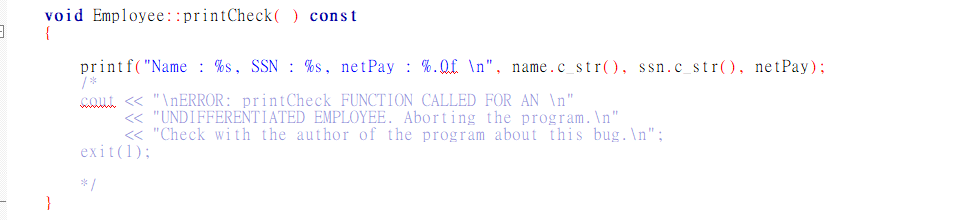 void Employee::printCheck( ) const
{
printf("Name : %s, SSN : %s, netPay : %.0f \n", name.c_str(), ssn.c_str(), netPay);
/*
cout << "\nERROR: printCheck FUNCTION CALLED FOR AN \n"
<< "UNDIFFERENTIATED EMPLOYEE. Aborting the program.\n"
<< "Check with the author of the program about this bug.\n";
exit(1);
*/
}